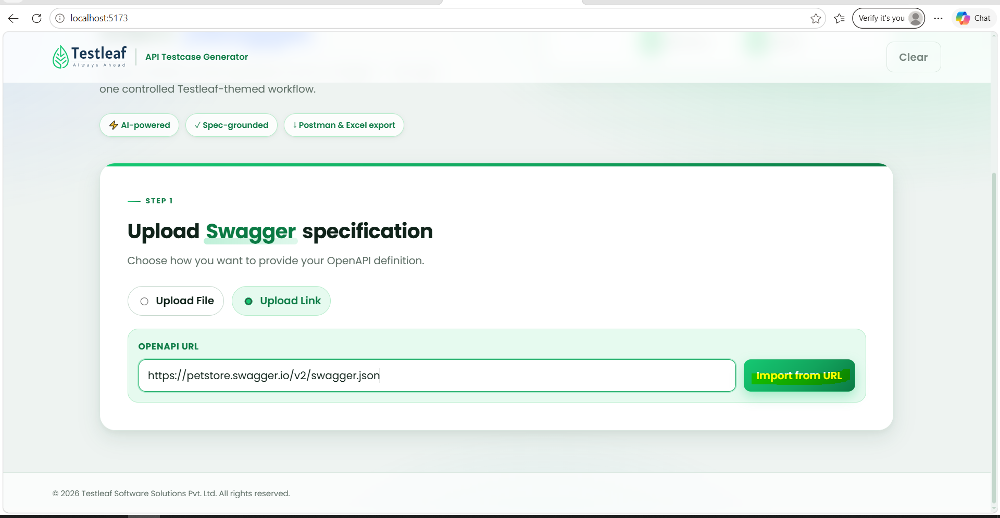 localhost:5173
Verify it's you
Chat
Testleaf
Always Ahead
API Testcase Generator
Clear
one controlled Testleaf-themed workflow.
⚡ AI-powered
✓ Spec-grounded
↓ Postman & Excel export
STEP 1
Upload Swagger specification
Choose how you want to provide your OpenAPI definition.
Upload File
Upload Link
OPENAPI URL
https://petstore.swagger.io/v2/swagger.json
Import from URL
© 2026 Testleaf Software Solutions Pvt. Ltd. All rights reserved.